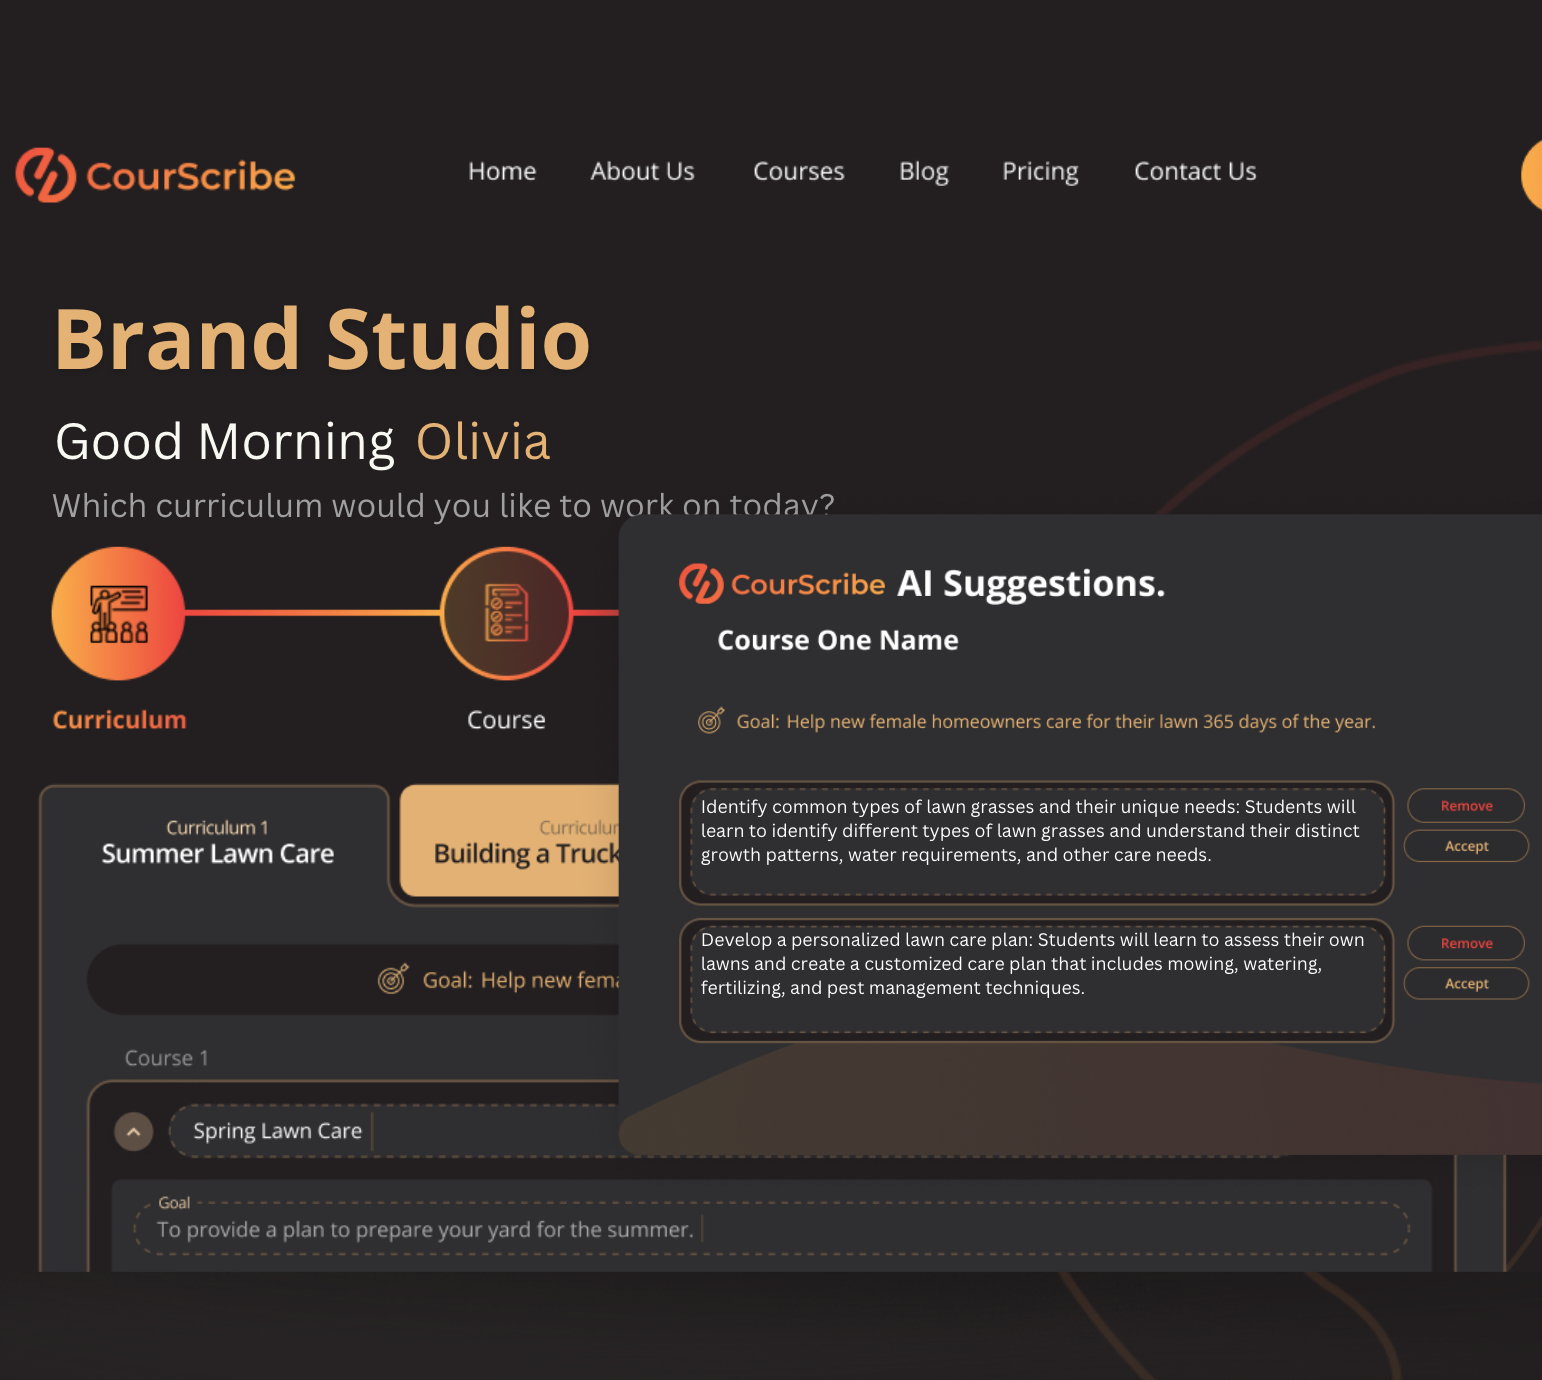 CourScribe
Home About Us Courses Blog Pricing Contact Us
Brand Studio
Good Morning Olivia
Which curriculum would you like to work on today?
Curriculum
Course
Curriculum 1
Summer Lawn Care
Building a Truck
Goal: Help new
Course 1
Spring Lawn Care
Goal
To provide a plan to prepare your yard for the summer.
CourScribe AI Suggestions.
Course One Name
Goal: Help new female homeowners care for their lawn 365 days of the year.
Identify common types of lawn grasses and their unique needs: Students will
learn to identify different types of lawn grasses and understand their distinct
growth patterns, water requirements, and other care needs.
Remove
Accept
Develop a personalized lawn care plan: Students will learn to assess their own
lawns and create a customized care plan that includes mowing, watering,
fertilizing, and pest management techniques.
Remove
Accept